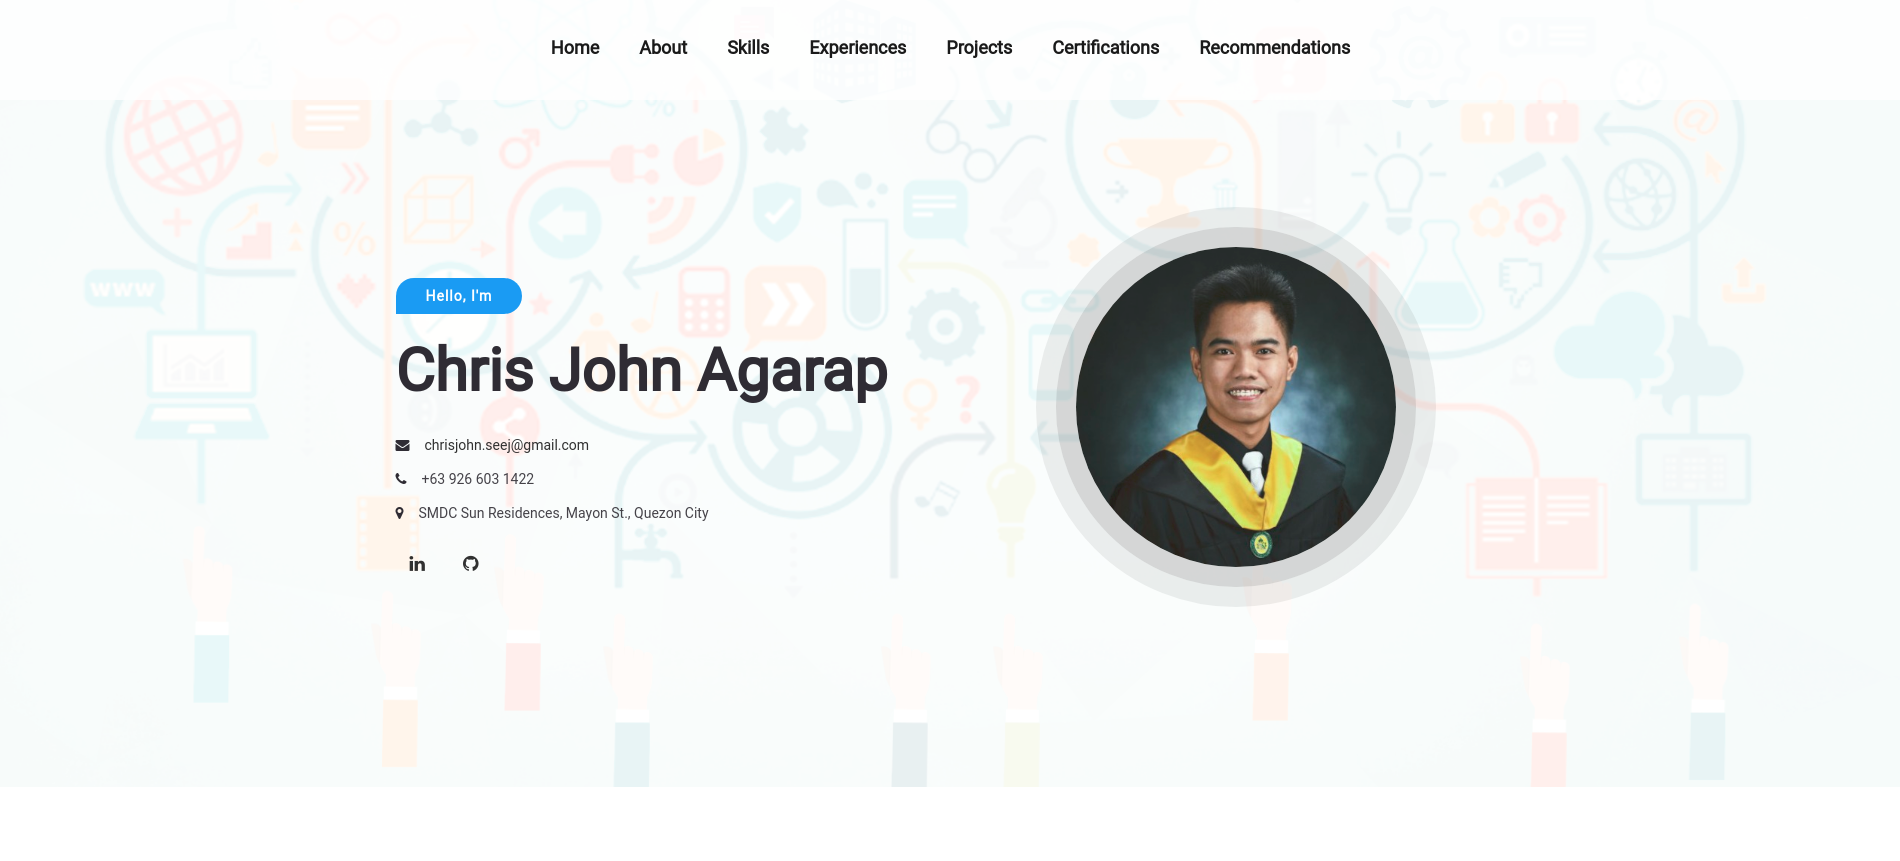 Home About Skills Experiences Projects Certifications Recommendations
Hello, I'm
Chris John Agarap
chrisjohn.seej@gmail.com
+63 926 603 1422
SMDC Sun Residences, Mayon St., Quezon City
www